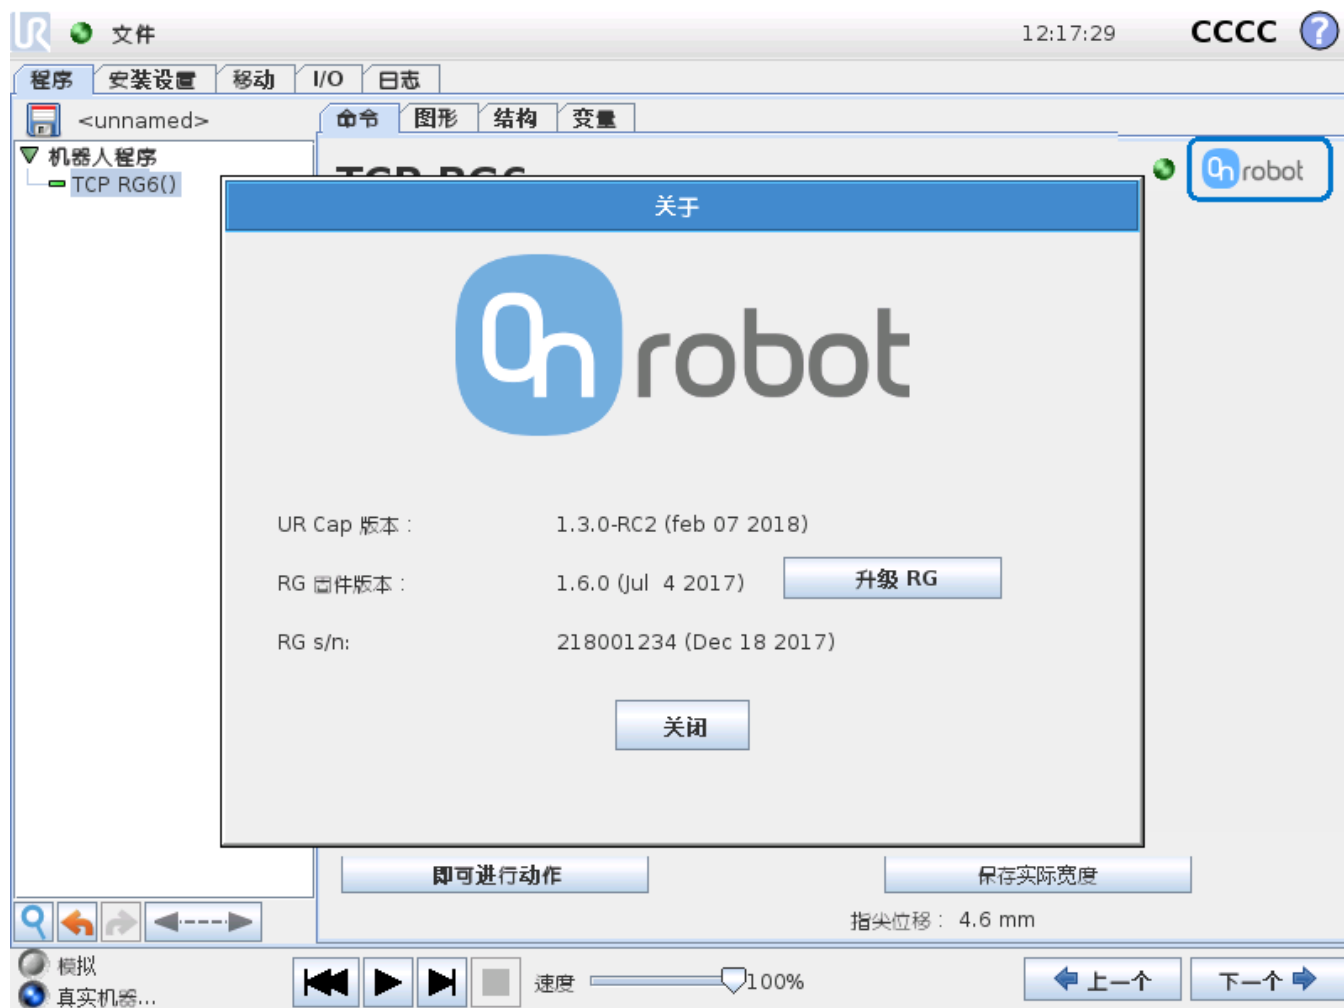 UR 文件 12:17:29 CCCC ?
程序 安装设置 移动 I/O 日志
<unnamed> 命令 图形 结构 变量
机器人程序
TCP RG6()
TCP RG6
On robot
关于
On robot
UR Cap 版本 : 1.3.0-RC2 (feb 07 2018)
RG 固件版本 : 1.6.0 (Jul 4 2017) 升级 RG
RG s/n: 218001234 (Dec 18 2017)
关闭
即可进行动作 保存实际宽度
指尖位移 : 4.6 mm
模拟
真实机器...
速度 100% 上一个 下一个